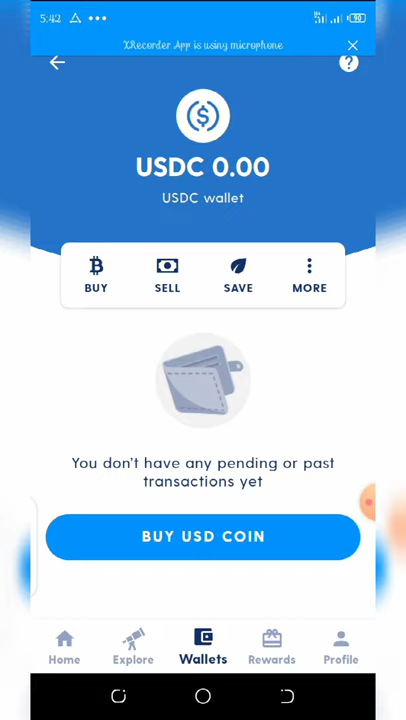 5:42
XRecorder App is using microphone
?
USDC 0.00
USDC wallet
BUY SELL SAVE MORE
You don't have any pending or past
transactions yet
BUY USD COIN
Home Explore Wallets Rewards Profile